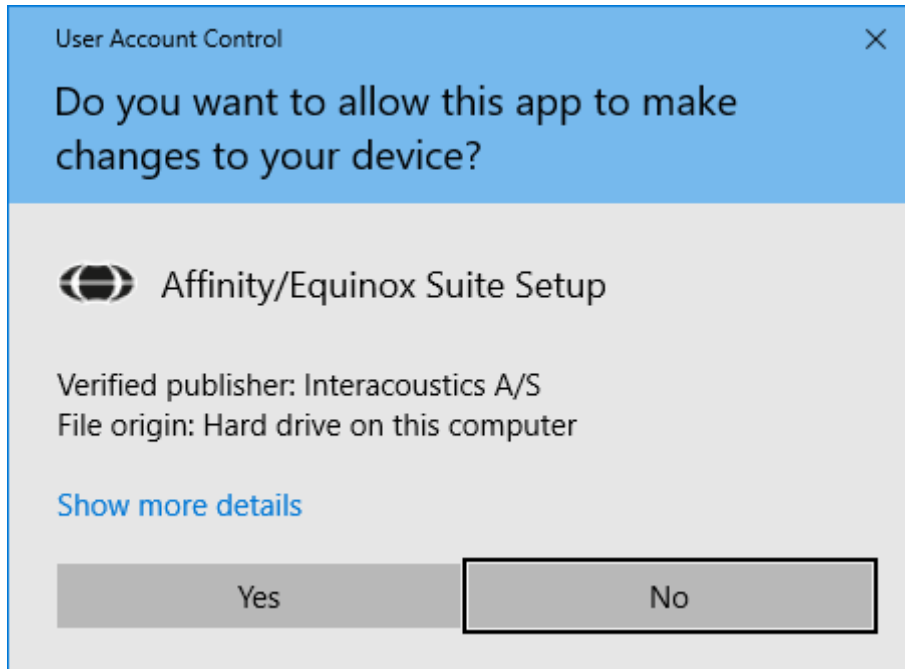 User Account Control
Do you want to allow this app to make
changes to your device?
Affinity/Equinox Suite Setup
Verified publisher: Interacoustics A/S
File origin: Hard drive on this computer
Show more details
Yes
No